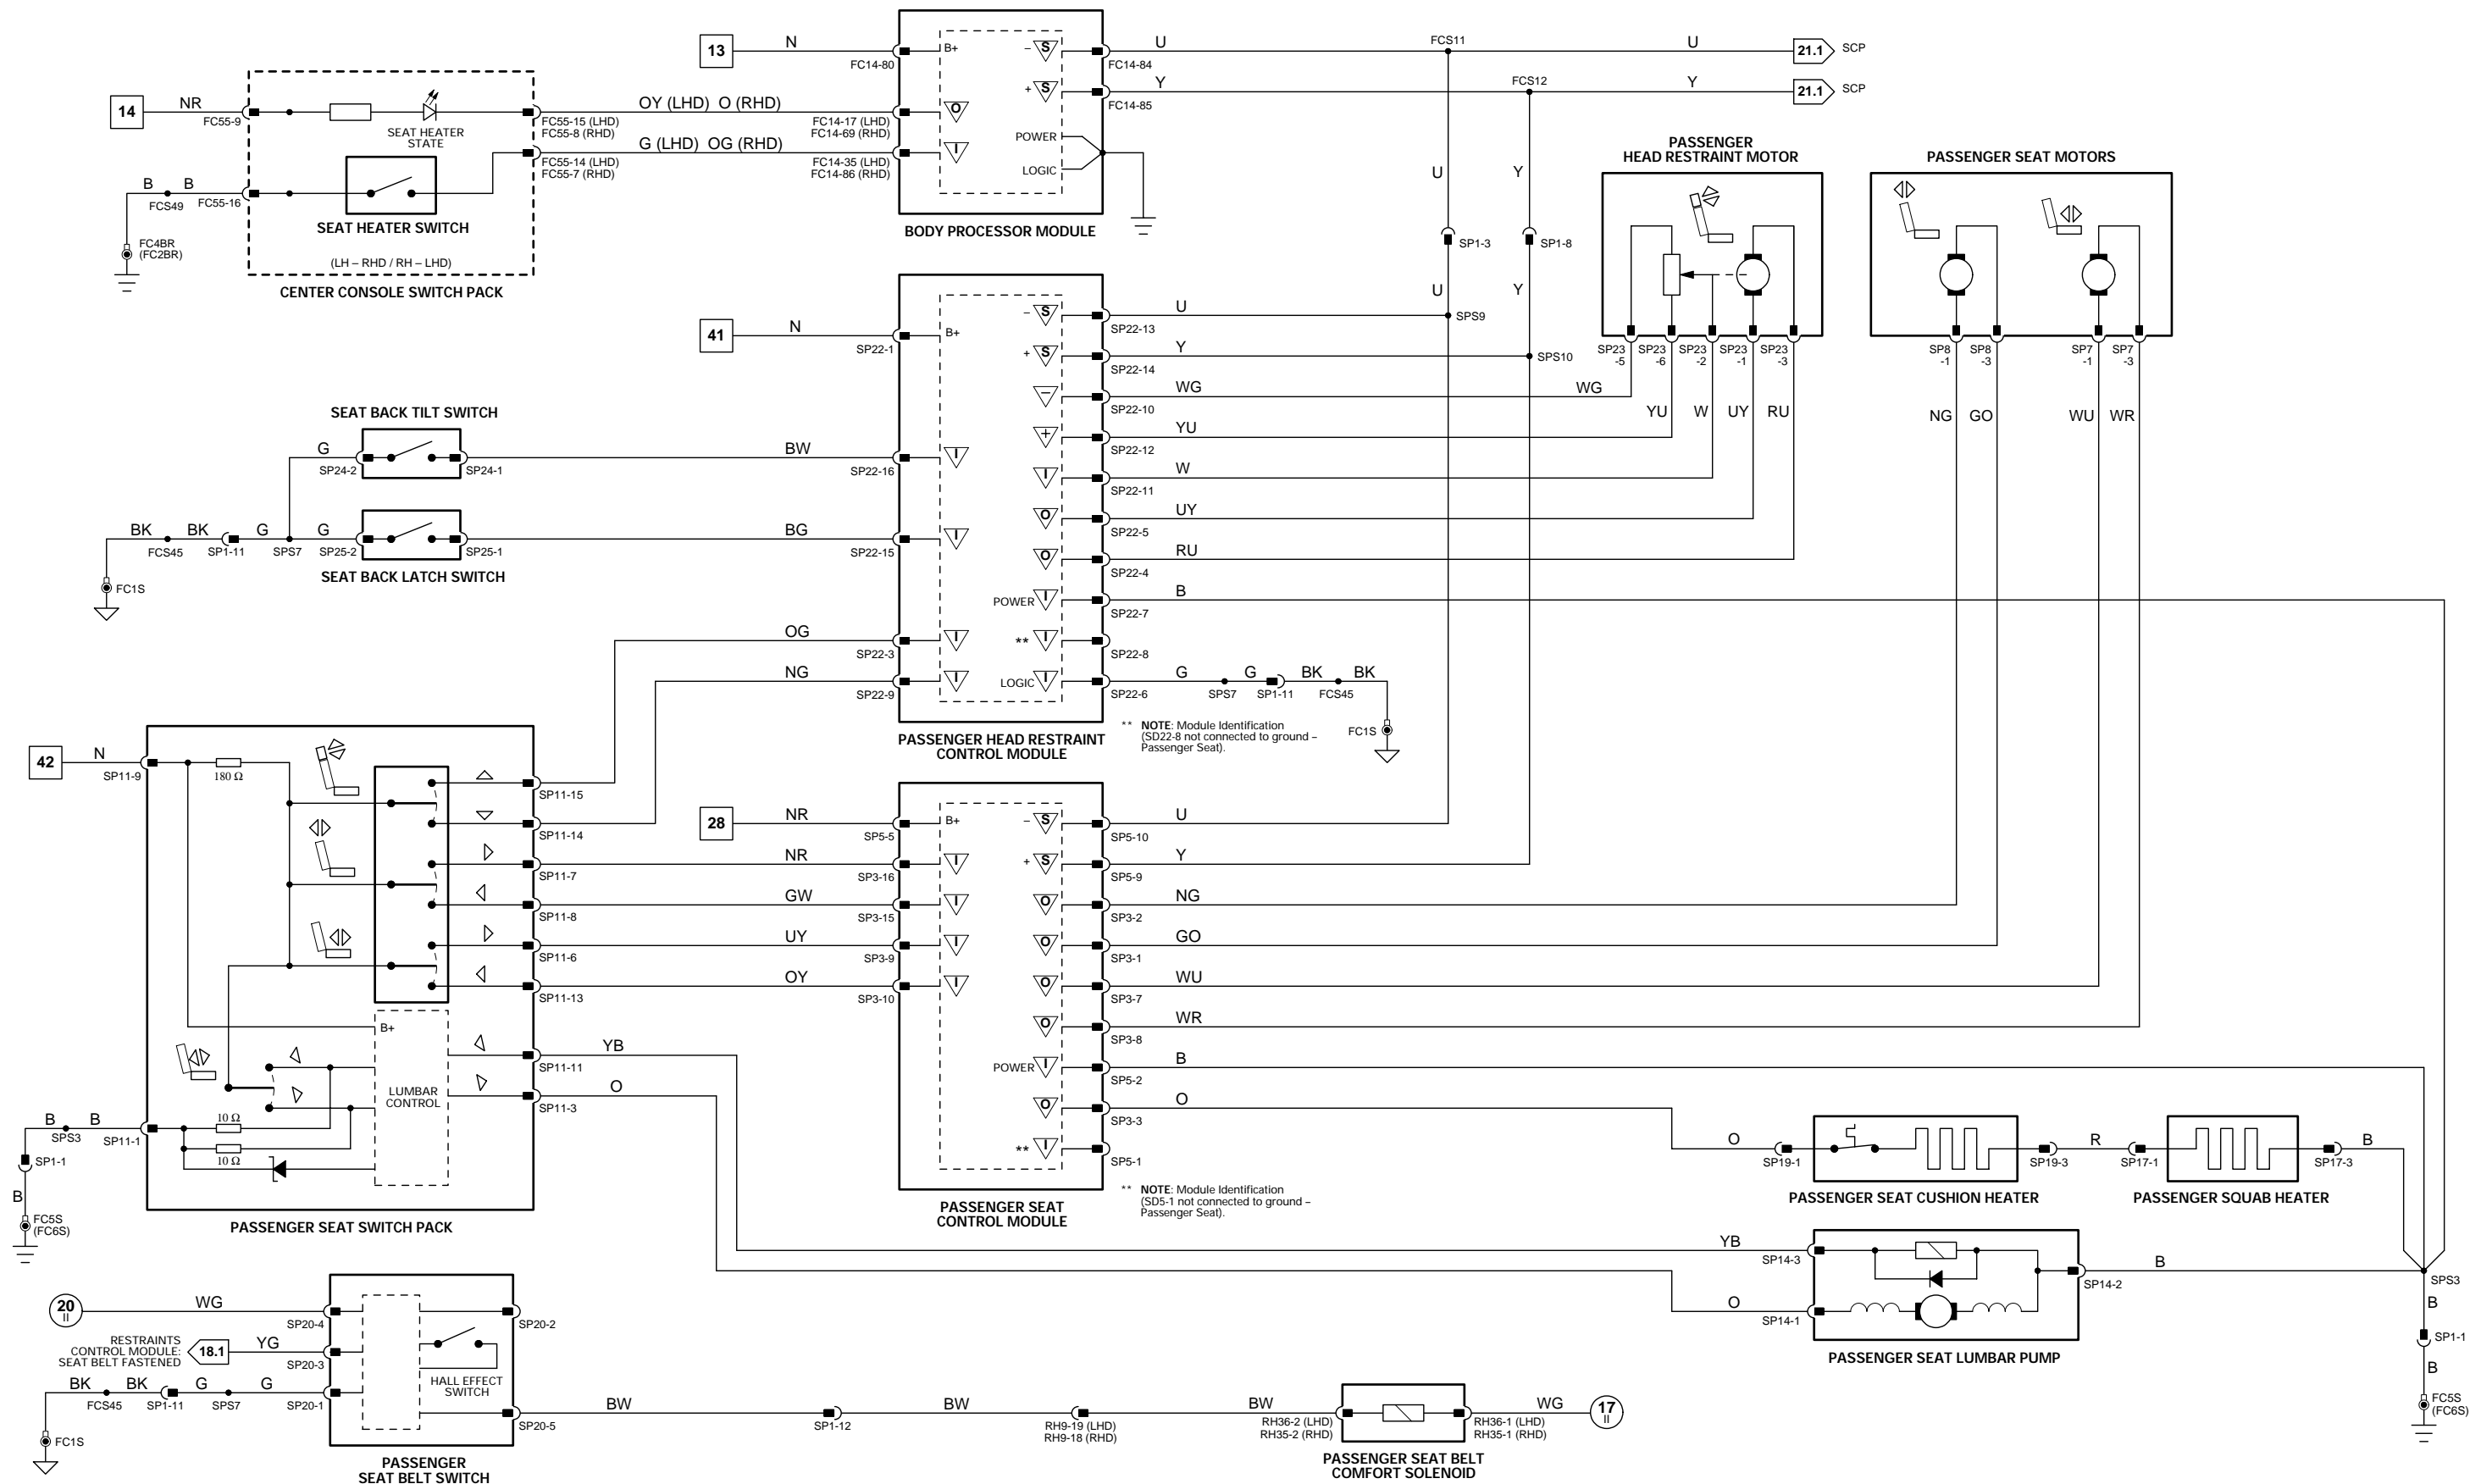 13
N
FC14-80
B+
– S
FC14-84
U
FCS11
U
21.1
SCP
+ S
FC14-85
Y
FCS12
Y
21.1
SCP
14
NR
FC55-9
SEAT HEATER
STATE
FC55-15 (LHD)
FC55-8 (RHD)
OY (LHD) O (RHD)
FC14-17 (LHD)
FC14-69 (RHD)
O
FC55-14 (LHD)
FC55-7 (RHD)
G (LHD) OG (RHD)
FC14-35 (LHD)
FC14-86 (RHD)
I
POWER
LOGIC
B
FCS49
B
FC55-16
FC4BR
(FC2BR)
SEAT HEATER SWITCH
(LH – RHD / RH – LHD)
CENTER CONSOLE SWITCH PACK
BODY PROCESSOR MODULE
U
Y
SP1-3
SP1-8
U
Y
PASSENGER
HEAD RESTRAINT MOTOR
PASSENGER SEAT MOTORS
SP23
-5
SP23
-6
SP23
-2
SP23
-1
SP23
-3
SP8
-1
SP8
-3
SP7
-1
SP7
-3
WG
YU
W
UY
RU
NG
GO
WU
WR
41
N
SP22-1
B+
– S
SP22-13
U
SPS9
+ S
SP22-14
Y
SPS10
–
SP22-10
WG
+
SP22-12
YU
I
SP22-11
W
O
SP22-5
UY
O
SP22-4
RU
POWER I
SP22-7
B
** I
SP22-8
LOGIC I
SP22-6
G
SPS7
G
SP1-11
BK
FCS45
BK
FC1S
SEAT BACK TILT SWITCH
G
SP24-2
SP24-1
BW
SP22-16
I
BK
FCS45
BK
SP1-11
G
SPS7
G
SP25-2
SP25-1
BG
SP22-15
I
FC1S
SEAT BACK LATCH SWITCH
OG
SP22-3
I
NG
SP22-9
I
PASSENGER HEAD RESTRAINT
CONTROL MODULE
** NOTE: Module Identification
(SD22-8 not connected to ground –
Passenger Seat).
42
N
SP11-9
180 Ω
SP11-15
SP11-14
SP11-7
SP11-8
SP11-6
SP11-13
B+
LUMBAR
CONTROL
SP11-11
YB
SP11-3
O
B
SPS3
B
SP11-1
10 Ω
10 Ω
SP1-1
B
FC5S
(FC6S)
PASSENGER SEAT SWITCH PACK
28
NR
SP5-5
B+
NR
SP3-16
I
GW
SP3-15
I
UY
SP3-9
I
OY
SP3-10
I
– S
SP5-10
U
+ S
SP5-9
Y
O
SP3-2
NG
O
SP3-1
GO
O
SP3-7
WU
O
SP3-8
WR
POWER I
SP5-2
B
O
SP3-3
O
** I
SP5-1
PASSENGER SEAT
CONTROL MODULE
** NOTE: Module Identification
(SD5-1 not connected to ground –
Passenger Seat).
O
SP19-1
SP19-3
R
SP17-1
SP17-3
B
PASSENGER SEAT CUSHION HEATER
PASSENGER SQUAB HEATER
YB
SP14-3
O
SP14-1
SP14-2
B
SPS3
B
SP1-1
B
FC5S
(FC6S)
PASSENGER SEAT LUMBAR PUMP
20
II
WG
SP20-4
SP20-2
RESTRAINTS
CONTROL MODULE:
SEAT BELT FASTENED
18.1
YG
SP20-3
HALL EFFECT
SWITCH
BK
FCS45
BK
SP1-11
G
SPS7
G
SP20-1
FC1S
SP20-5
BW
SP1-12
BW
RH9-19 (LHD)
RH9-18 (RHD)
BW
RH36-2 (LHD)
RH35-2 (RHD)
RH36-1 (LHD)
RH35-1 (RHD)
WG
17
II
PASSENGER
SEAT BELT SWITCH
PASSENGER SEAT BELT
COMFORT SOLENOID